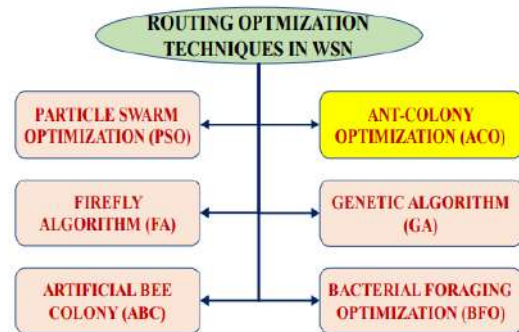 ROUTING OPTMIZATION
TECHNIQUES IN WSN
PARTICLE SWARM
OPTIMIZATION (PSO)
ANT-COLONY
OPTIMIZATION (ACO)
FIREFLY
ALGORITHM (FA)
GENETIC ALGORITHM
(GA)
ARTIFICIAL BEE
COLONY (ABC)
BACTERIAL FORAGING
OPTIMIZATION (BFO)